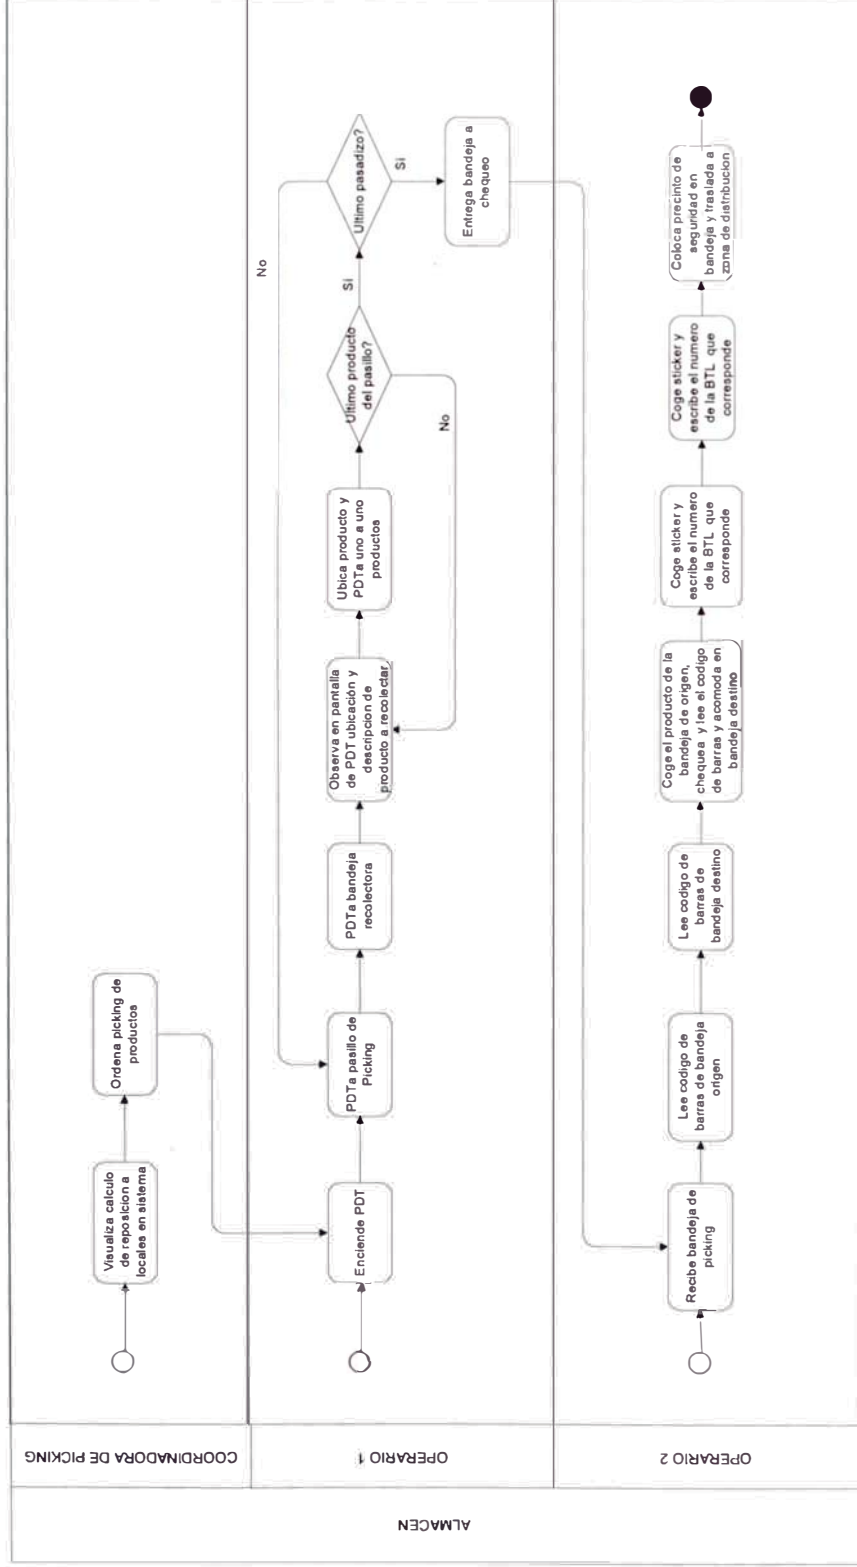 ALMACEN
COORDINADORA DE PICKING
Visualiza calculo
de reposicion a
locales en sistema
Ordena picking de
productos
OPERARIO 1
Enciende PDT
PDTa pasillo de
Picking
PDTa bandeja
recolectora
Observa en pantalla
de PDT ubicación y
descripcion de
producto a recolectar
Ubica producto y
PDTa uno a uno
productos
Ultimo producto
del pasillo?
No
Si
Ultimo pasadizo?
No
Si
Entrega bandeja a
chequeo
OPERARIO 2
Recibe bandeja de
picking
Lee codigo de
barras de bandeja
origen
Lee codigo de
barras de
bandeja destino
Coge el producto de la
bandeja de origen,
chequea y lee el codigo
de barras y acomoda en
bandeja destino
Coge sticker y
escribe el numero
de la BTL que
corresponde
Coge sticker y
escribe el numero
de la BTL que
corresponde
Coloca precinto de
seguridad en
bandeja y traslada a
zona de distribucion